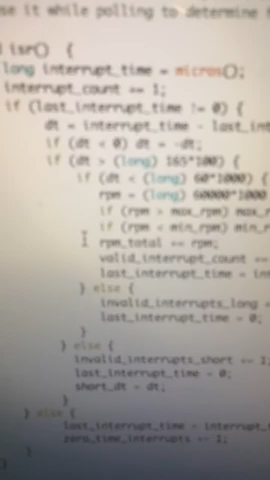 se it while polling to determine
isr() {
long interrupt_time = micros();
interrupt_count += 1;
if (last_interrupt_time != 0) {
dt = interrupt_time - last_int
if (dt < 0) dt = -dt;
if (dt > (long) 165*100) {
if (dt < (long) 60*1000) {
rpm = (long) 60000*1000
if (rpm > max_rpm) max_r
if (rpm < min_rpm) min_r
rpm_total += rpm;
valid_interrupt_count +=
last_interrupt_time = in
} else {
invalid_interrupts_long =
last_interrupt_time = 0;
}
} else {
invalid_interrupts_short += 1;
last_interrupt_time = 0;
short_dt = dt;
}
} else {
last_interrupt_time = interrupt_t
zero_time_interrupts += 1;
}
}